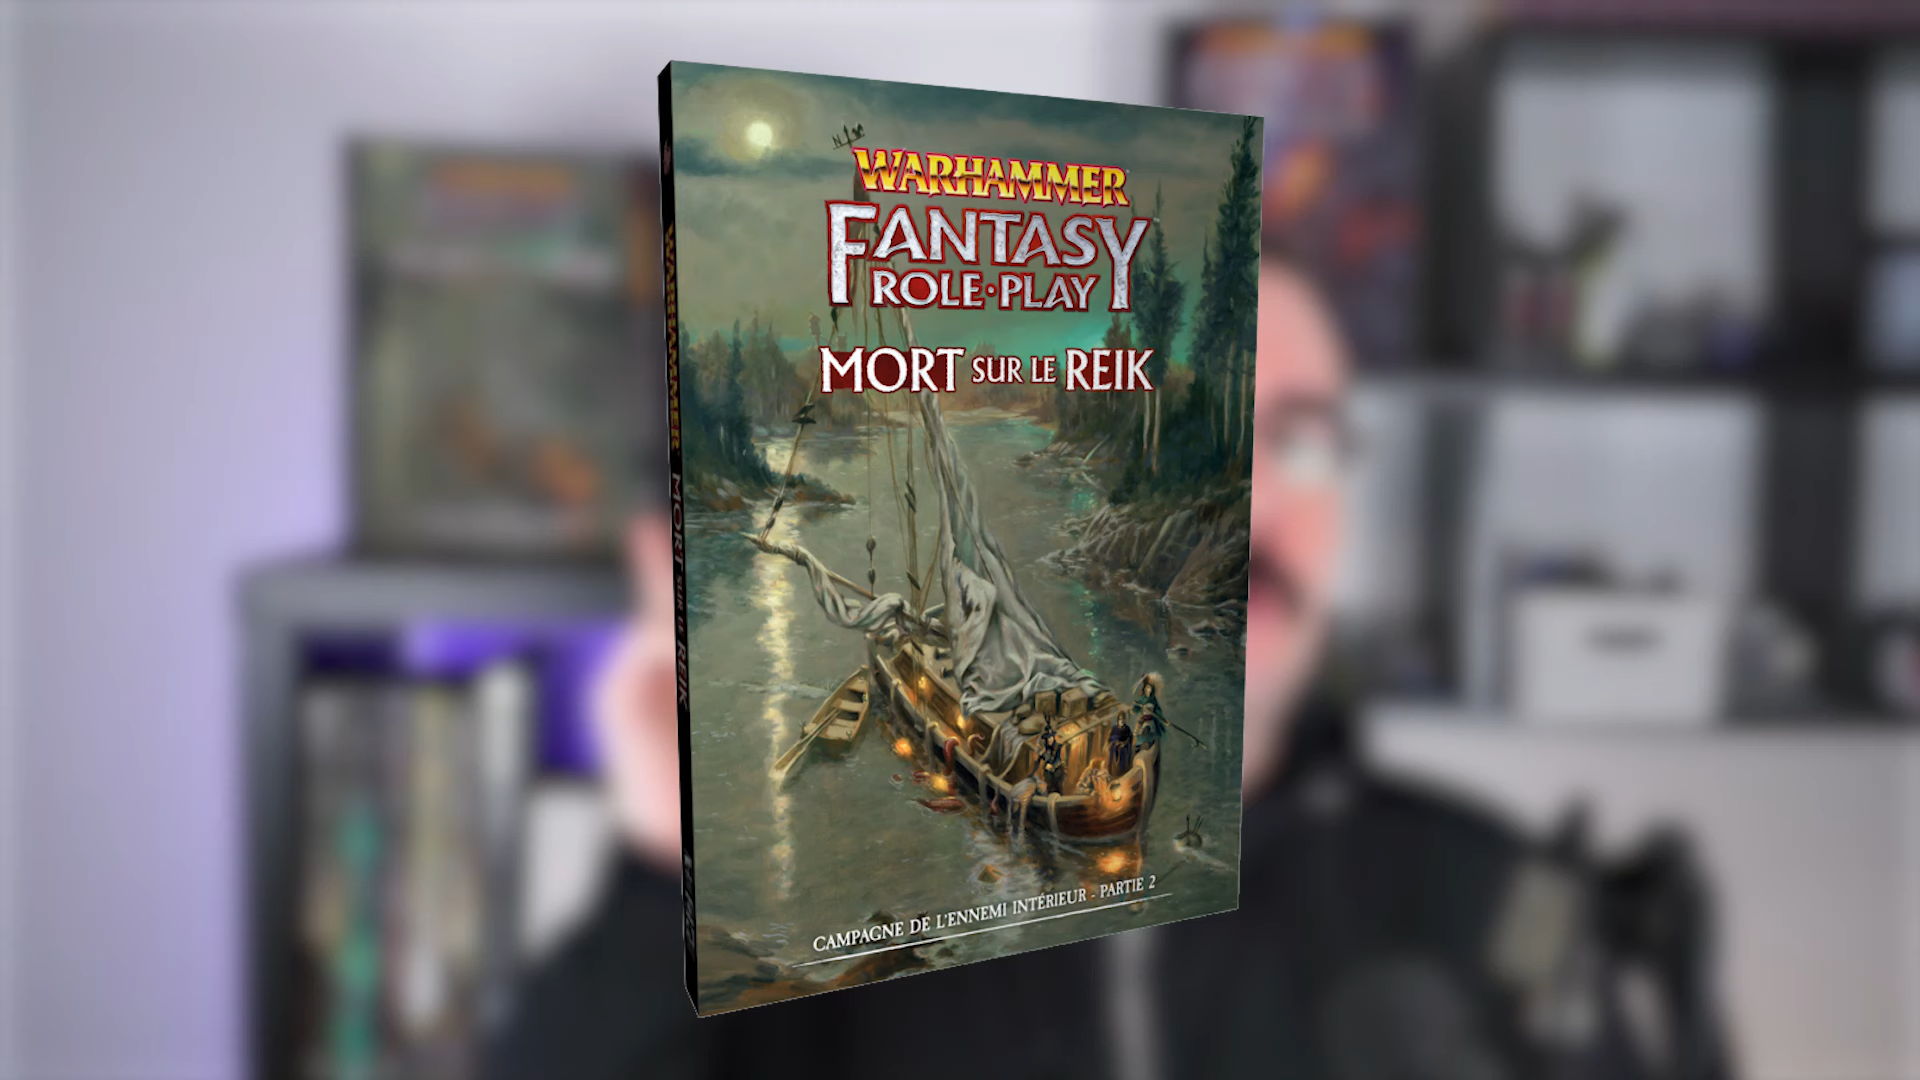 WARHAMMER
FANTASY
ROLE·PLAY
MORT SUR LE REIK
CAMPAGNE DE L'ENNEMI INTÉRIEUR - PARTIE 2
WARHAMMER MORT SUR LE REIK